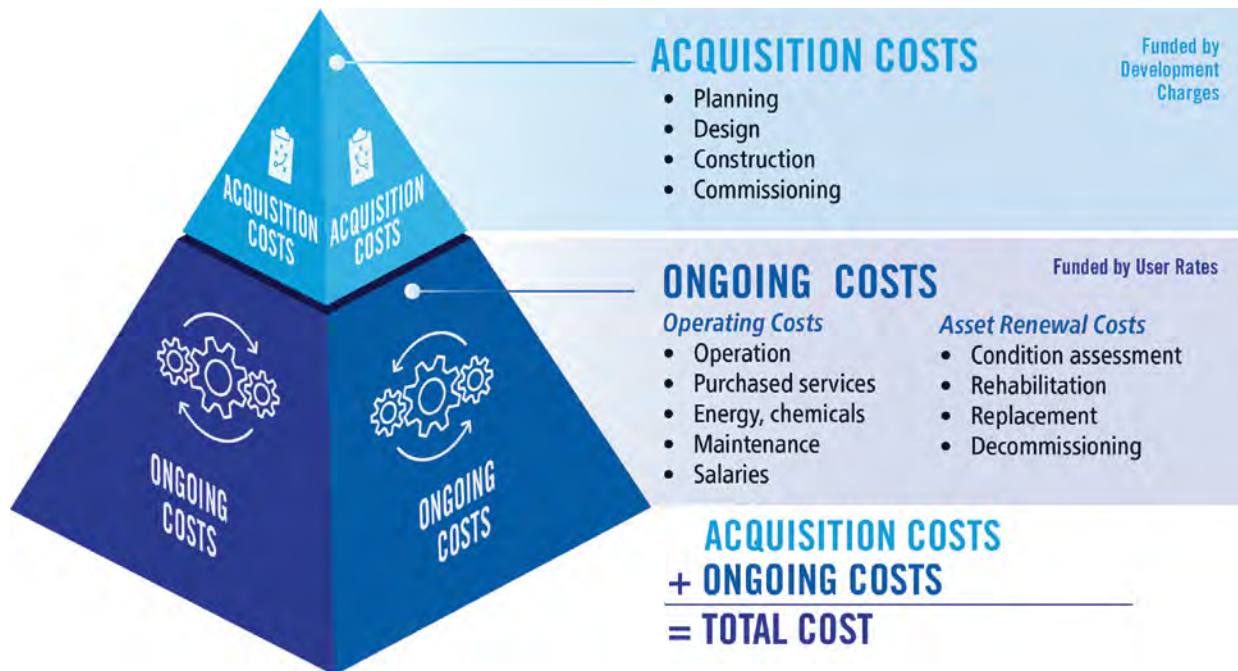 ACQUISITION COSTS
Funded by
Development
Charges
• Planning
• Design
• Construction
• Commissioning
ACQUISITION
COSTS
ACQUISITION
COSTS
ONGOING COSTS
Funded by User Rates
Operating Costs
• Operation
• Purchased services
• Energy, chemicals
• Maintenance
• Salaries
Asset Renewal Costs
• Condition assessment
• Rehabilitation
• Replacement
• Decommissioning
ONGOING
COSTS
ONGOING
COSTS
ACQUISITION COSTS
+ ONGOING COSTS
= TOTAL COST